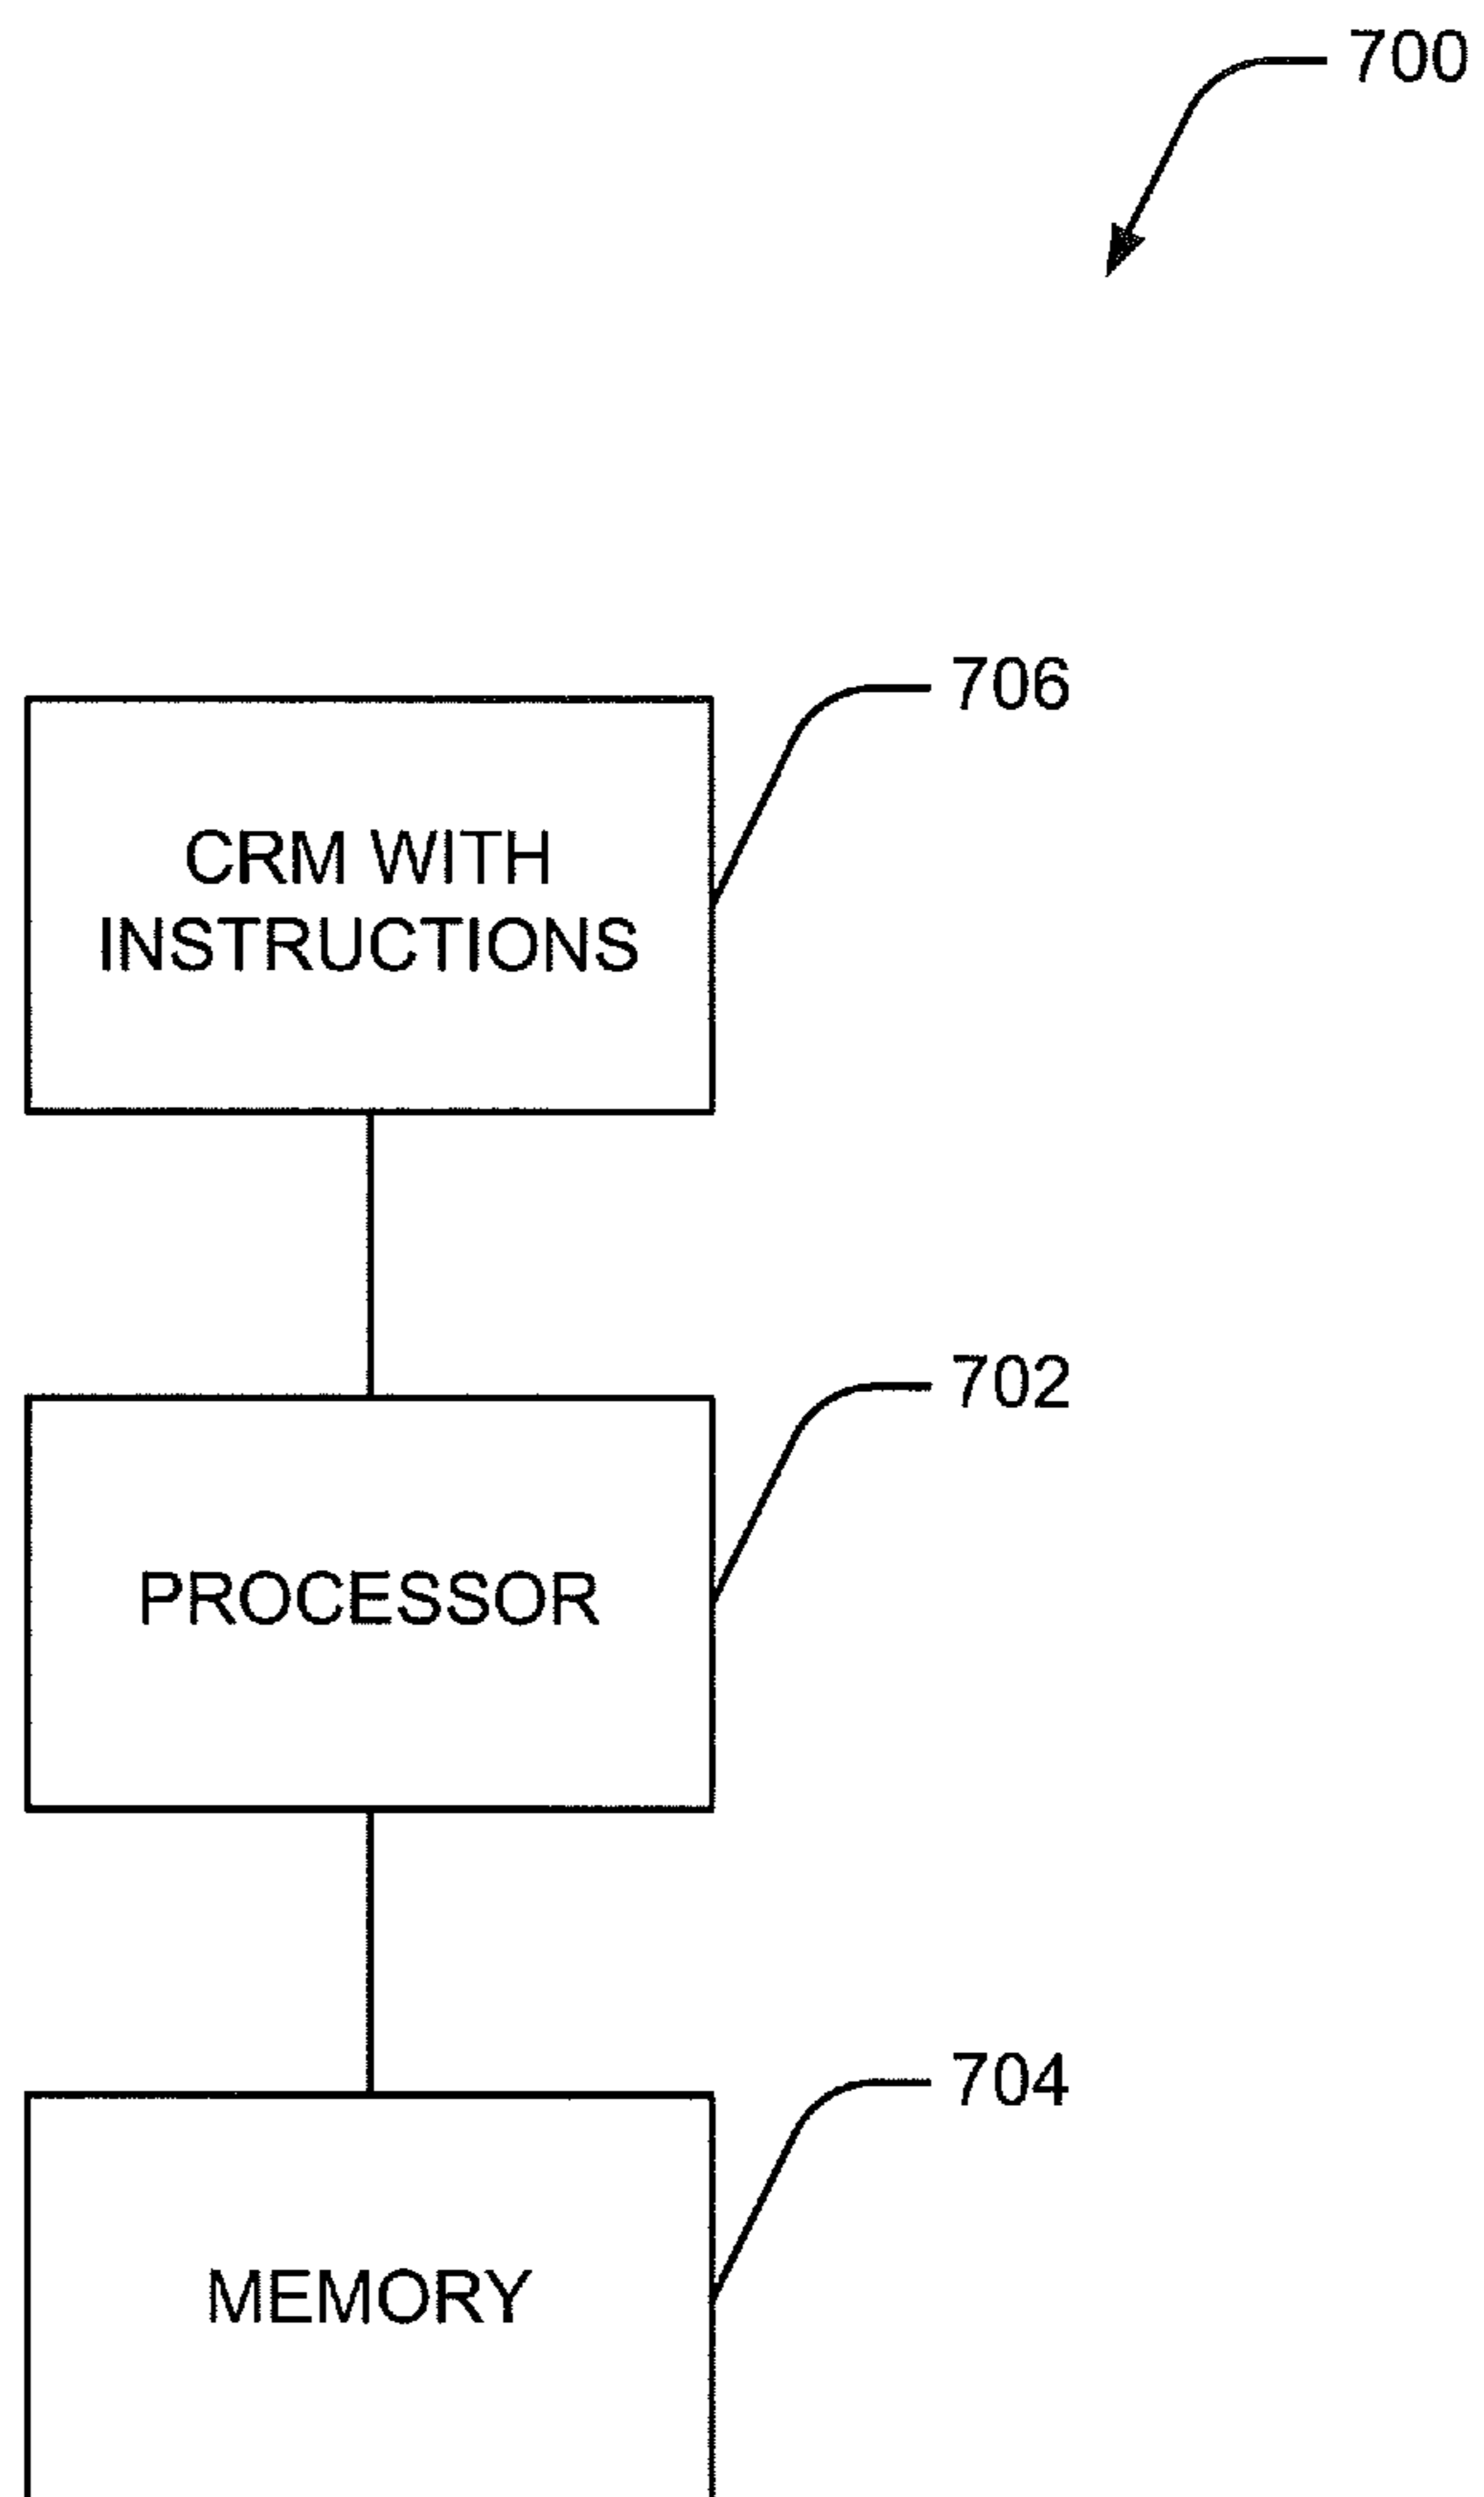 700
706
CRM WITH
INSTRUCTIONS
702
PROCESSOR
704
MEMORY